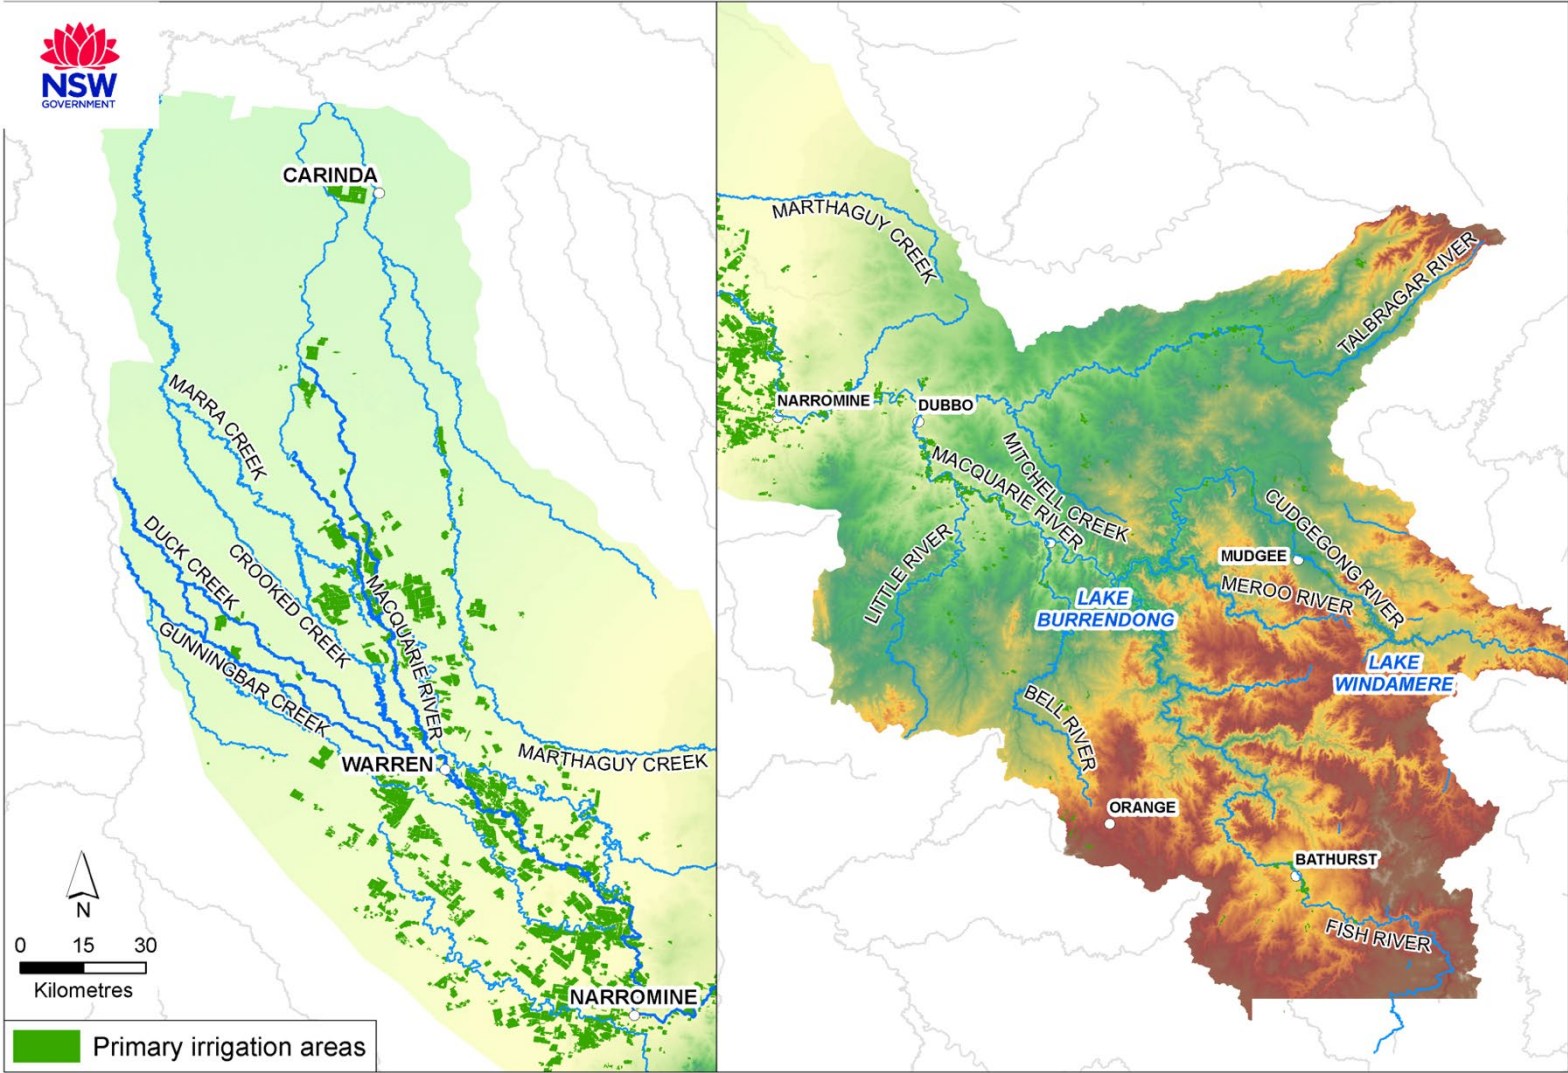 NSW
GOVERNMENT
CARINDA
MARRA CREEK
DUCK CREEK
CROOKED CREEK
GUNNINGBAR CREEK
MACQUARIE RIVER
WARREN
MARTHAGUY CREEK
NARROMINE
N
0 15 30
Kilometres
Primary irrigation areas
MARTHAGUY CREEK
TALBRAGAR RIVER
NARROMINE
DUBBO
MITCHELL CREEK
MACQUARIE RIVER
LITTLE RIVER
CUDGEGONG RIVER
MUDGEE
MEROO RIVER
LAKE
BURRENDONG
LAKE
WINDAMERE
BELL RIVER
ORANGE
BATHURST
FISH RIVER